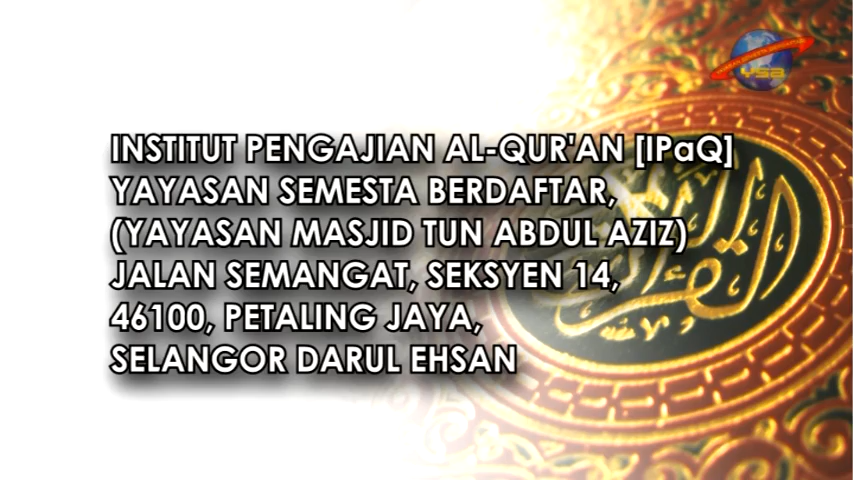 YSB
INSTITUT PENGAJIAN AL-QUR'AN [IPaQ]
YAYASAN SEMESTA BERDAFTAR,
(YAYASAN MASJID TUN ABDUL AZIZ)
JALAN SEMANGAT, SEKSYEN 14,
46100, PETALING JAYA,
SELANGOR DARUL EHSAN